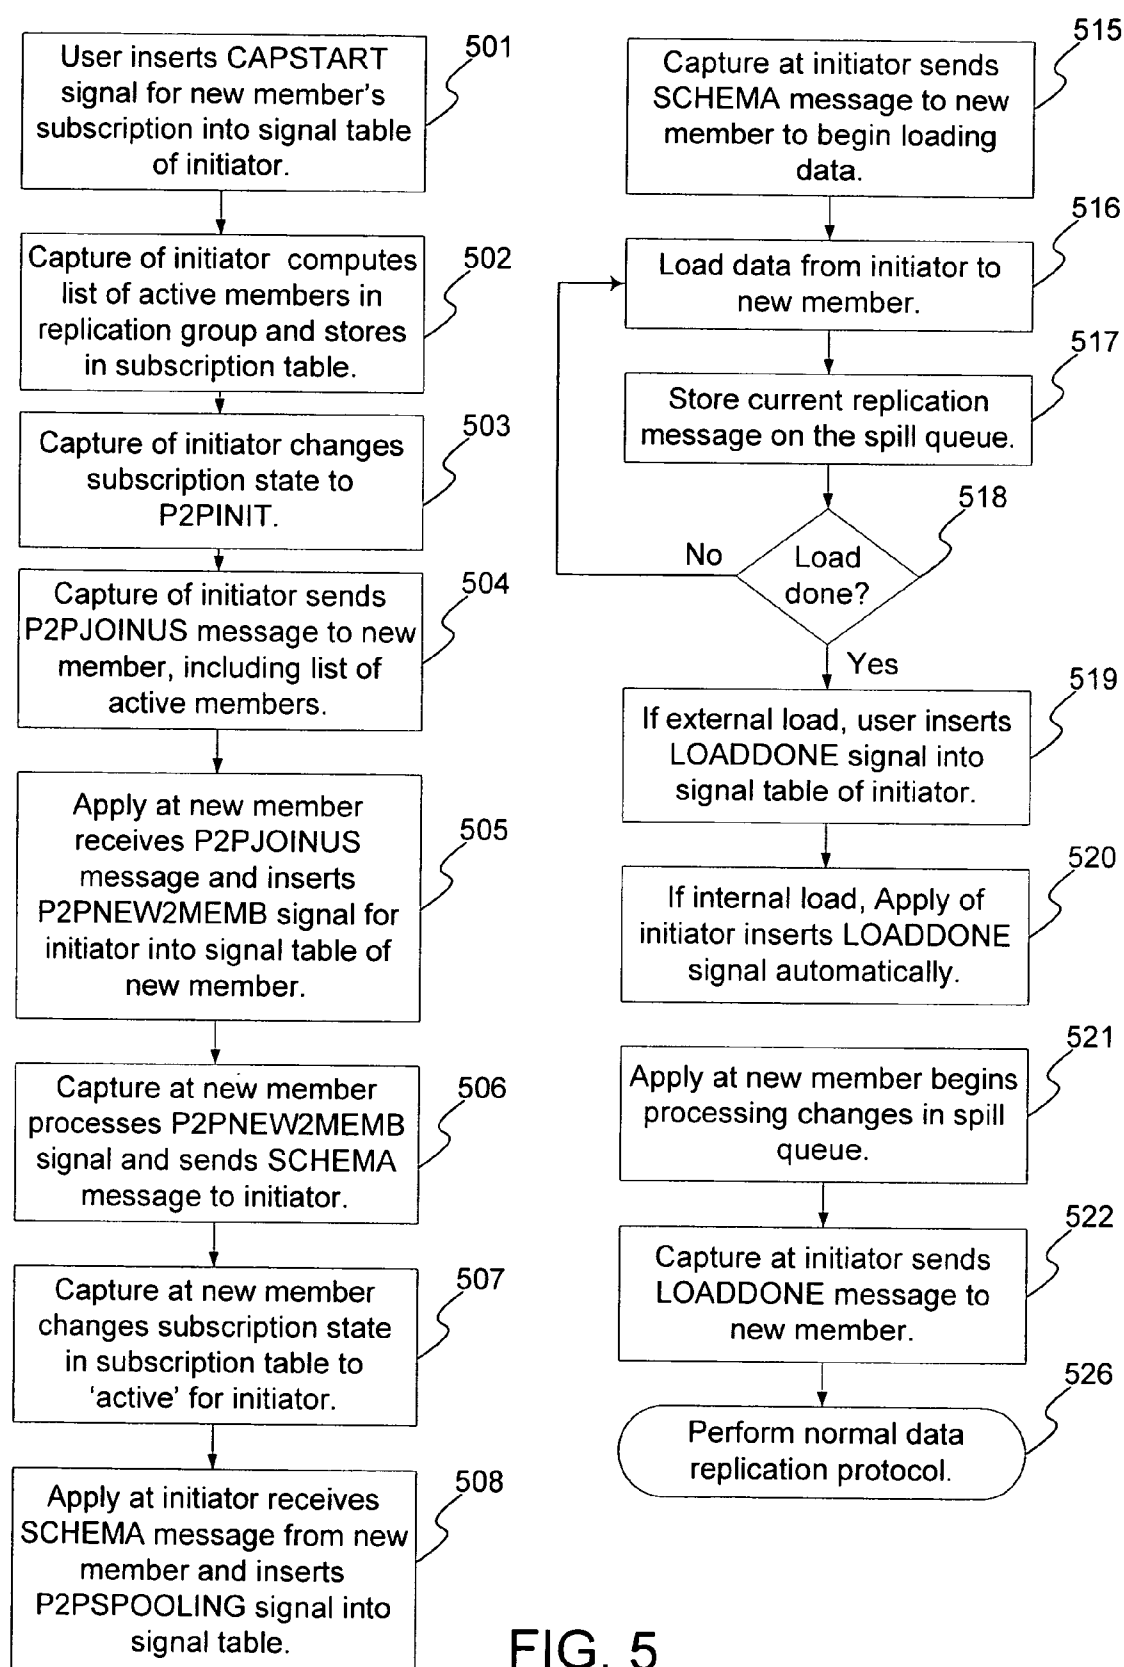 501
User inserts CAPSTART
signal for new member's
subscription into signal table
of initiator.
502
Capture of initiator computes
list of active members in
replication group and stores
in subscription table.
503
Capture of initiator changes
subscription state to
P2PINIT.
504
Capture of initiator sends
P2PJOINUS message to new
member, including list of
active members.
505
Apply at new member
receives P2PJOINUS
message and inserts
P2PNEW2MEMB signal for
initiator into signal table of
new member.
506
Capture at new member
processes P2PNEW2MEMB
signal and sends SCHEMA
message to initiator.
507
Capture at new member
changes subscription state
in subscription table to
‘active’ for initiator.
508
Apply at initiator receives
SCHEMA message from new
member and inserts
P2PSPOOLING signal into
signal table.
515
Capture at initiator sends
SCHEMA message to new
member to begin loading
data.
516
Load data from initiator to
new member.
517
Store current replication
message on the spill queue.
518
Load
done?
No
Yes
519
If external load, user inserts
LOADDONE signal into
signal table of initiator.
520
If internal load, Apply of
initiator inserts LOADDONE
signal automatically.
521
Apply at new member begins
processing changes in spill
queue.
522
Capture at initiator sends
LOADDONE message to
new member.
526
Perform normal data
replication protocol.
FIG. 5